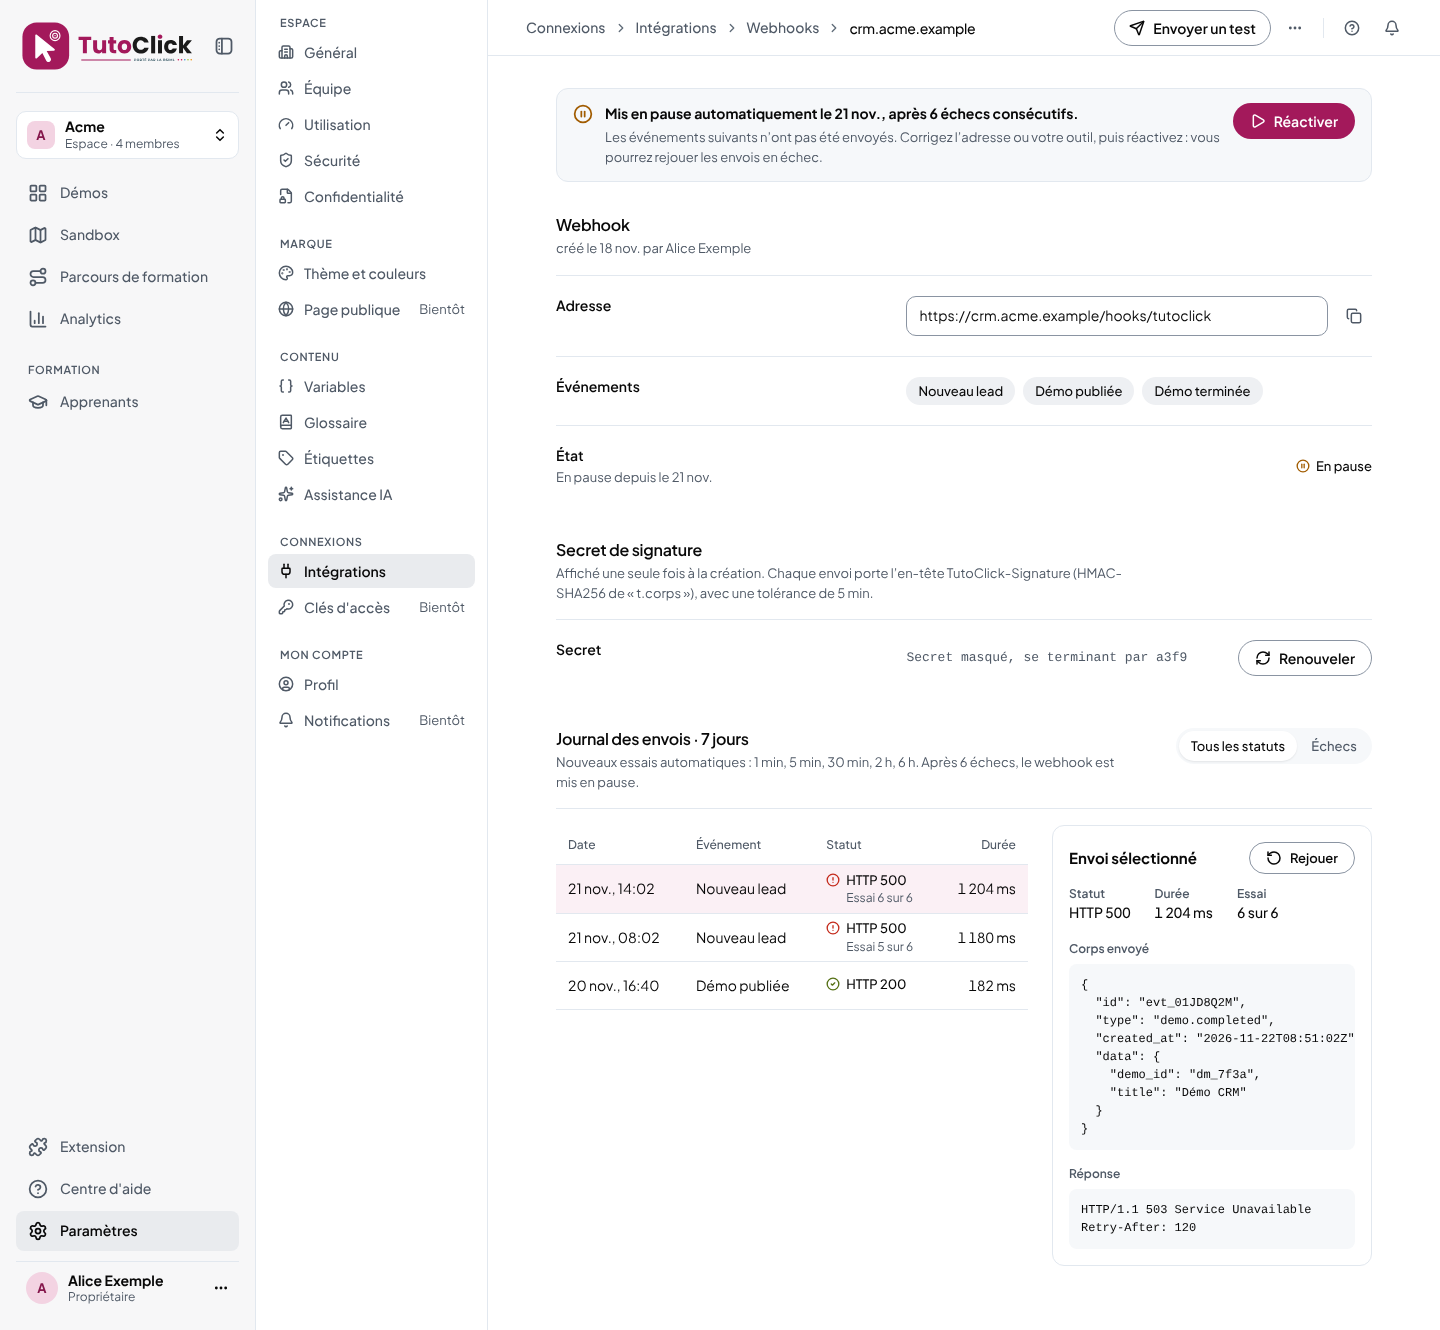 TutoClick
Acme
Espace · 4 membres
Démos
Sandbox
Parcours de formation
Analytics
FORMATION
Apprenants
Extension
Centre d'aide
Paramètres
A
Alice Exemple
Propriétaire
ESPACE
Général
Équipe
Utilisation
Sécurité
Confidentialité
MARQUE
Thème et couleurs
Page publique Bientôt
CONTENU
Variables
Glossaire
Étiquettes
Assistance IA
CONNEXIONS
Intégrations
Clés d'accès Bientôt
MON COMPTE
Profil
Notifications Bientôt
Connexions > Intégrations > Webhooks > crm.acme.example
Envoyer un test
Mis en pause automatiquement le 21 nov., après 6 échecs consécutifs.
Les événements suivants n'ont pas été envoyés. Corrigez l'adresse ou votre outil, puis réactivez : vous
pourrez rejouer les envois en échec.
Réactiver
Webhook
créé le 18 nov. par Alice Exemple
Adresse
https://crm.acme.example/hooks/tutoclick
Événements
Nouveau lead Démo publiée Démo terminée
État
En pause depuis le 21 nov.
En pause
Secret de signature
Affiché une seule fois à la création. Chaque envoi porte l'en-tête TutoClick-Signature (HMAC-
SHA256 de « t.corps »), avec une tolérance de 5 min.
Secret
Secret masqué, se terminant par a3f9
Renouveler
Journal des envois · 7 jours
Nouveaux essais automatiques : 1 min, 5 min, 30 min, 2 h, 6 h. Après 6 échecs, le webhook est
mis en pause.
Tous les statuts Échecs
Date Événement Statut Durée
21 nov., 14:02 Nouveau lead HTTP 500 1 204 ms
Essai 6 sur 6
21 nov., 08:02 Nouveau lead HTTP 500 1 180 ms
Essai 5 sur 6
20 nov., 16:40 Démo publiée HTTP 200 182 ms
Envoi sélectionné
Rejouer
Statut Durée Essai
HTTP 500 1 204 ms 6 sur 6
Corps envoyé
{
"id": "evt_01JD8Q2M",
"type": "demo.completed",
"created_at": "2026-11-22T08:51:02Z"
"data": {
"demo_id": "dm_7f3a",
"title": "Démo CRM"
}
}
Réponse
HTTP/1.1 503 Service Unavailable
Retry-After: 120